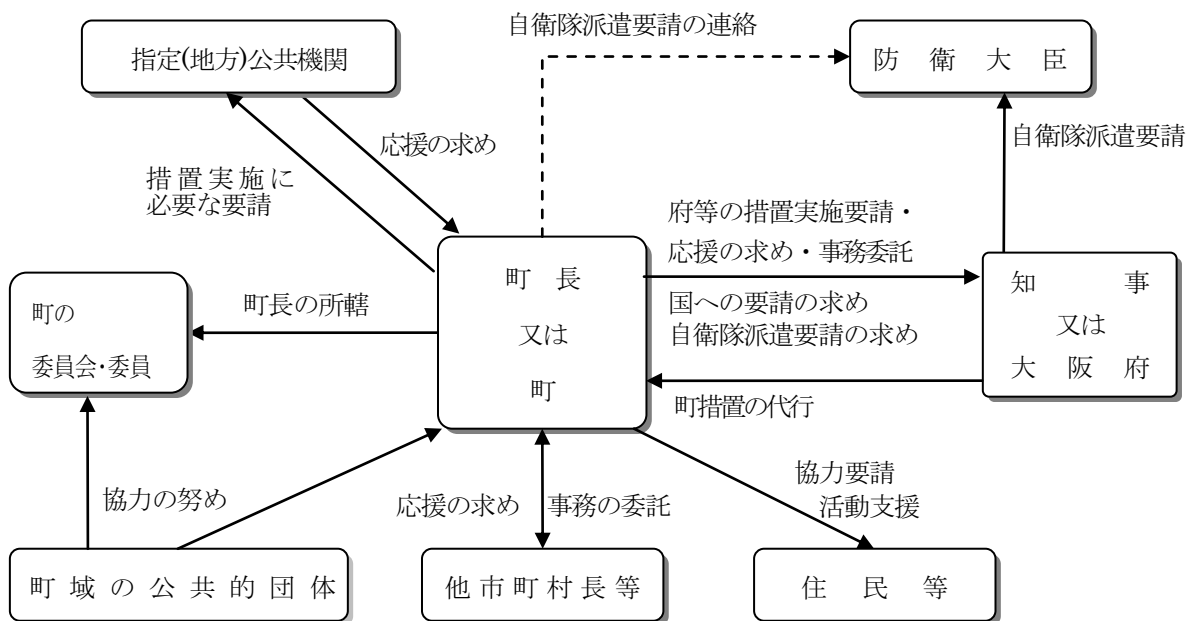 自衛隊派遣要請の連絡
指定(地方)公共機関
防衛大臣
応援の求め
自衛隊派遣要請
措置実施に
必要な要請
府等の措置実施要請・
応援の求め・事務委託
町長
又は
町
知事
又は
大阪府
国への要請の求め
自衛隊派遣要請の求め
町長の所轄
町の
委員会・委員
町措置の代行
協力の努め
応援の求め
事務の委託
協力要請
活動支援
町域の公共的団体
他市町村長等
住民等